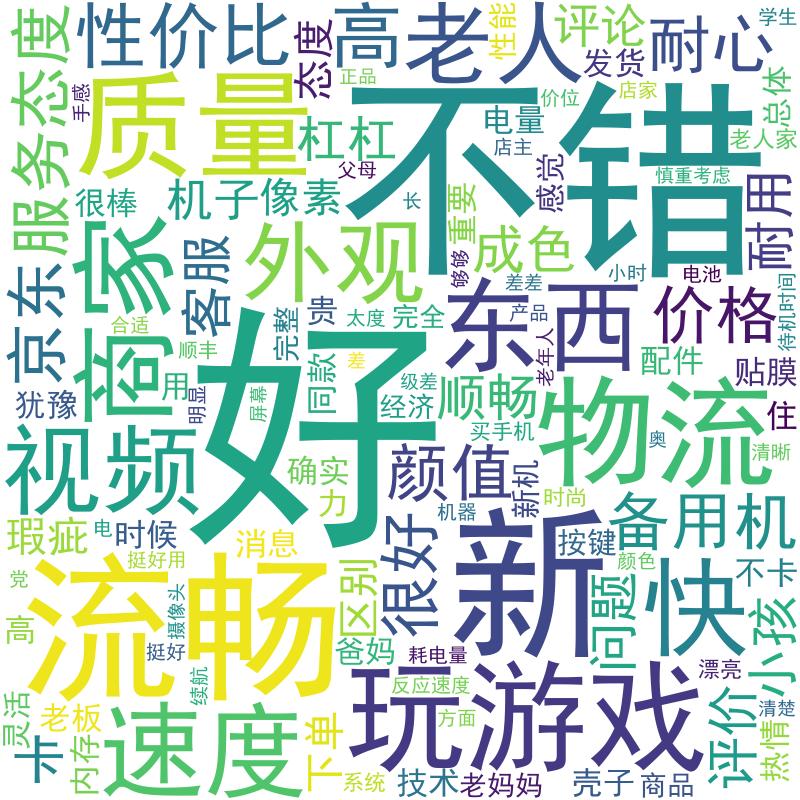 服务态度
性价比
高
老人
态度
手感
正品
性能
评论
发货
耐心
学生
质量
杠杠
父母
不错
电量
店主
价位
店家
总体
老人家
慎重考虑
很棒
机子
像素
感觉
重要
耐用
长
商家
京东
客服
外观
成色
够够
差差
小时
电池
待机时间
合适
顺丰
用
完整
贵
太度
完全
东西
产品
老年人
价格
配件
贴膜
犹豫
明显
好
屏幕
同款
差
级差
经济
顺畅
买手机
物流
住
奥
清晰
视频
确实
力
颜值
新机
时尚
备用机
瑕疵
电
时候
挺好用
消息
区别
很好
机器
新
按键
颜色
不卡
快
党
高
流畅
摄像头
挺好
续航
爸妈
耗电量
反应速度
方面
玩游戏
问题
小孩
漂亮
清楚
灵活
卡
老板
内存
速度
下单
系统
技术
老妈妈
壳子
商品
评价
热情